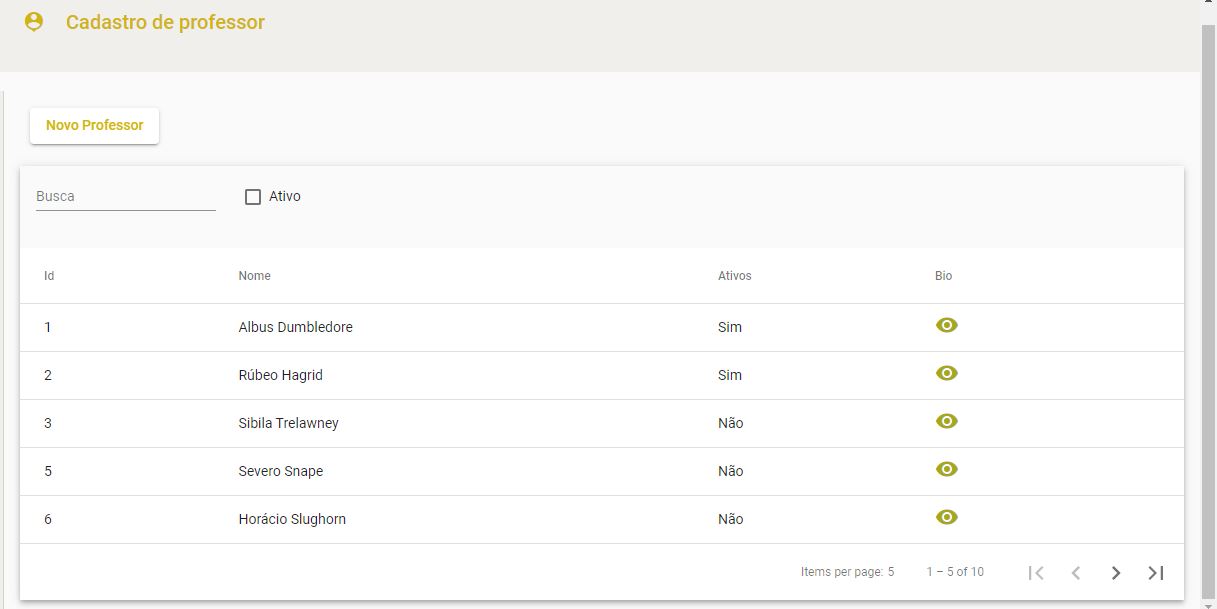 Cadastro de professor
Novo Professor
Busca Ativo
Id Nome Ativos Bio
1 Albus Dumbledore Sim
2 Rúbeo Hagrid Sim
3 Sibila Trelawney Não
5 Severo Snape Não
6 Horácio Slughorn Não
Items per page: 5 1 – 5 of 10